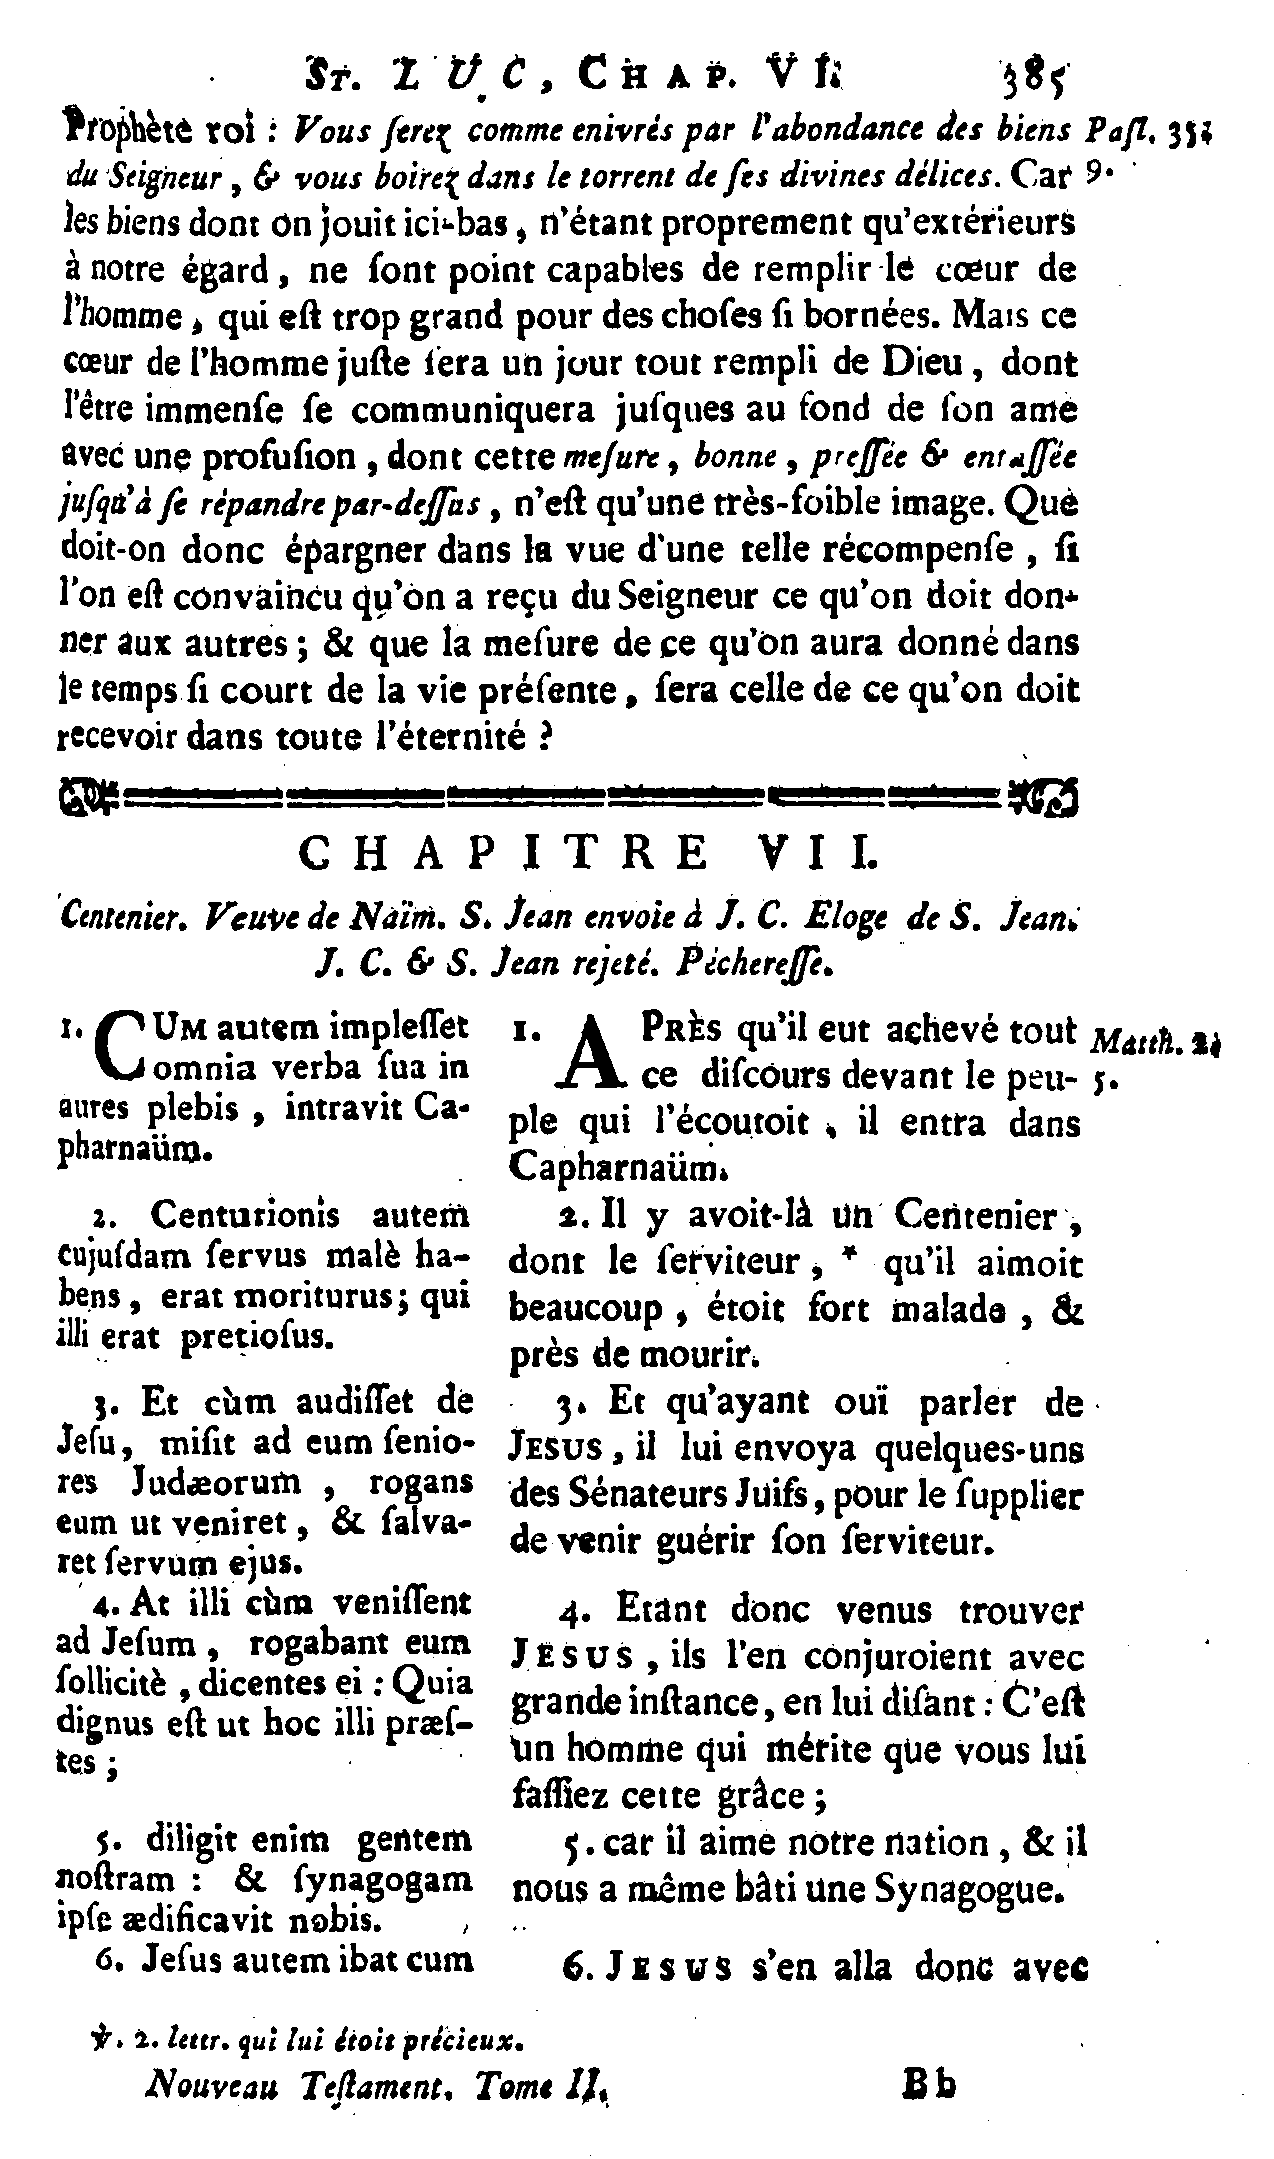 St. LUC, CHAP. VI. 385
Prophète roi : Vous ſerez comme enivrés par l'abondance des biens Paſl. 35.
du Seigneur, & vous boirez dans le torrent de ſes divines délices. Car 9.
les biens dont on jouit ici-bas, n'étant proprement qu'extérieurs
à notre égard, ne ſont point capables de remplir le cœur de
l'homme, qui eſt trop grand pour des choſes ſi bornées. Mais ce
cœur de l'homme juſte ſera un jour tout rempli de Dieu, dont
l'être immenſe ſe communiquera juſques au fond de ſon ame
avec une profuſion, dont cette meſure, bonne, preſſée & entaſſée
juſqu'à ſe répandre par-deſſus, n'eſt qu'une très-foible image. Que
doit-on donc épargner dans la vue d'une telle récompenſe, ſi
l'on eſt convaincu qu'on a reçu du Seigneur ce qu'on doit don-
ner aux autres; & que la meſure de ce qu'on aura donné dans
le temps ſi court de la vie préſente, ſera celle de ce qu'on doit
recevoir dans toute l'éternité ?
CHAPITRE VII.
Centenier. Veuve de Naïm. S. Jean envoie à J. C. Eloge de S. Jean.
J. C. & S. Jean rejeté. Péchereſſe.
1. CUM autem impleſſet
omnia verba ſua in
aures plebis, intravit Ca-
pharnaüm.
2. Centurionis autem
cujuſdam ſervus malè ha-
bens, erat moriturus; qui
illi erat pretioſus.
3. Et cùm audiſſet de
Jeſu, miſit ad eum ſenio-
res Judæorum, rogans
eum ut veniret, & ſalva-
ret ſervum ejus.
4. At illi cùm veniſſent
ad Jeſum, rogabant eum
ſollicitè, dicentes ei : Quia
dignus eſt ut hoc illi præſ-
tes ;
5. diligit enim gentem
noſtram : & ſynagogam
ipſe ædificavit nobis.
6. Jeſus autem ibat cum
1. APRÈS qu'il eut achevé tout Matth.
ce diſcours devant le peu- 5.
ple qui l'écoutoit, il entra dans
Capharnaüm.
2. Il y avoit-là un Centenier,
dont le ſerviteur, * qu'il aimoit
beaucoup, étoit fort malade, &
près de mourir.
3. Et qu'ayant ouï parler de
JESUS, il lui envoya quelques-uns
des Sénateurs Juifs, pour le ſupplier
de venir guérir ſon ſerviteur.
4. Etant donc venus trouver
JESUS, ils l'en conjuroient avec
grande inſtance, en lui diſant : C'eſt
un homme qui mérite que vous lui
faſſiez cette grâce ;
5. car il aime notre nation, & il
nous a même bâti une Synagogue.
6. JESUS s'en alla donc avec
℣. 2. lettr. qui lui étoit précieux.
Nouveau Teſtament. Tome II. Bb